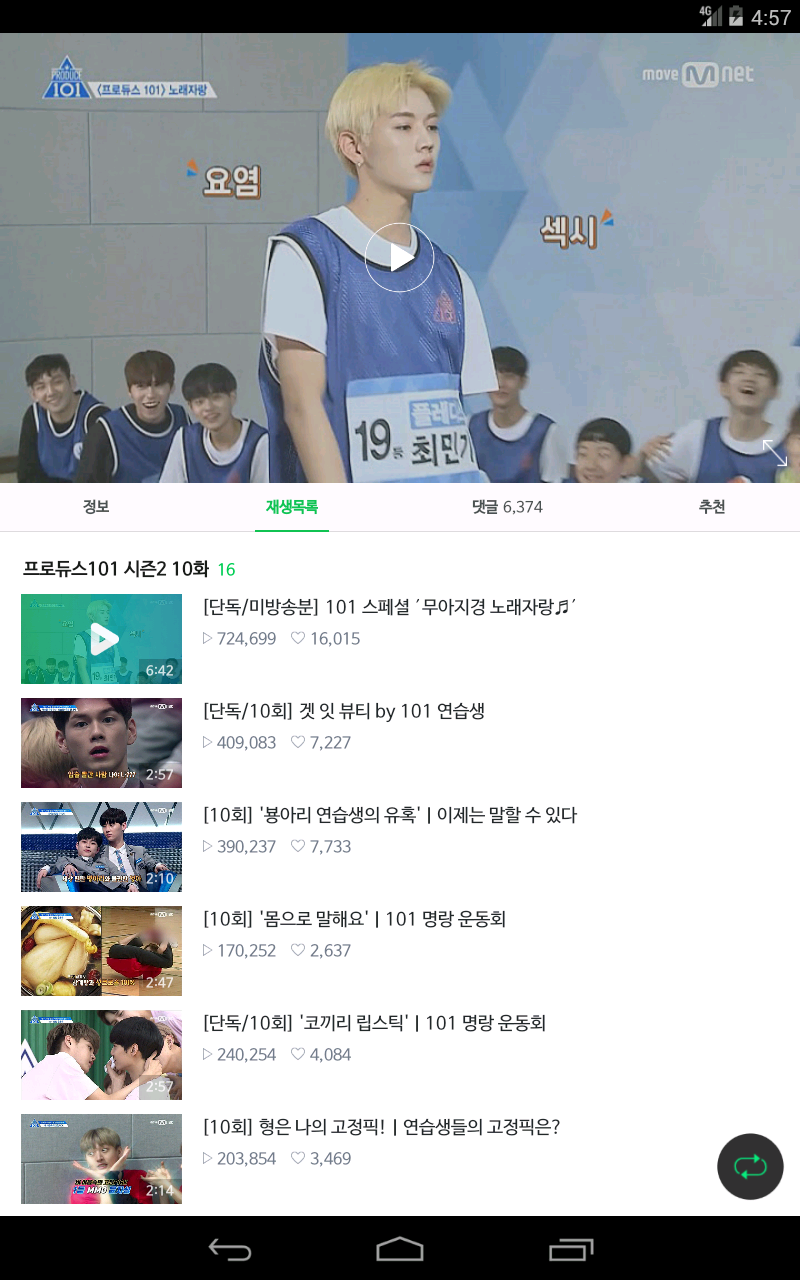 4G 4:57
PRODUCE
101 〈프로듀스 101〉 노래자랑
move Mnet
요염
섹시
플레디
19등 최민기
정보 재생목록 댓글 6,374 추천
프로듀스101 시즌2 10화 16
[단독/미방송분] 101 스페셜 ´무아지경 노래자랑♬´
724,699 16,015
6:42
[단독/10회] 겟 잇 뷰티 by 101 연습생
409,083 7,227
2:57
[10회] '뵹아리 연습생의 유혹' | 이제는 말할 수 있다
390,237 7,733
2:10
[10회] '몸으로 말해요' | 101 명랑 운동회
170,252 2,637
2:47
[단독/10회] '코끼리 립스틱' | 101 명랑 운동회
240,254 4,084
2:57
[10회] 형은 나의 고정픽! | 연습생들의 고정픽은?
203,854 3,469
2:14